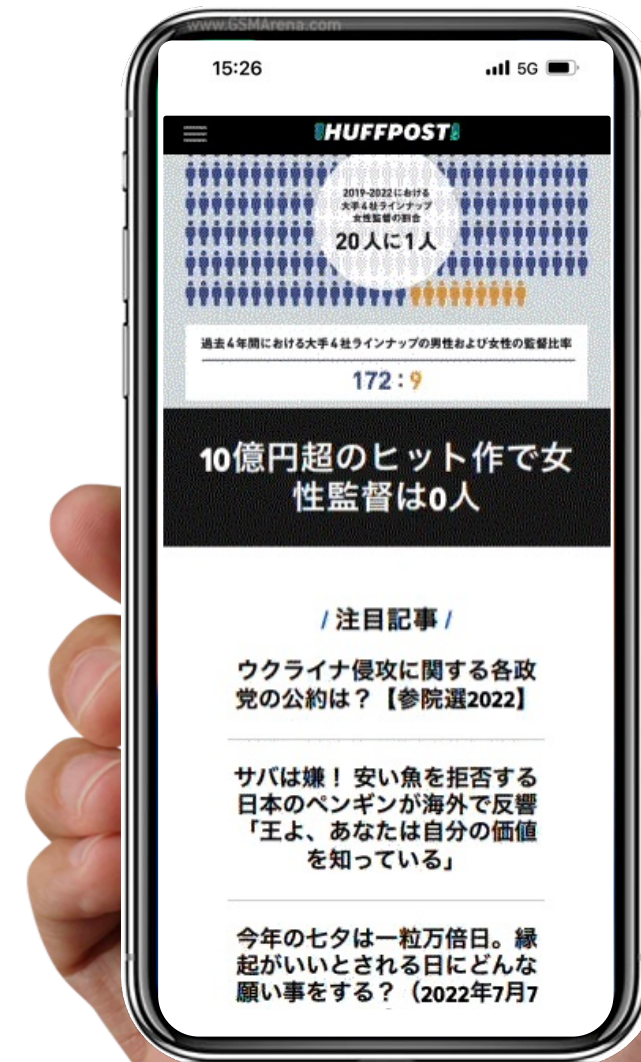 www.GSMArena.com
15:26
5G
HUFFPOST
2019-2022における
大手4社ラインナップ
女性監督の割合
20人に1人
過去4年間における大手4社ラインナップの男性および女性の監督比率
172:9
10億円超のヒット作で女
性監督は0人
/ 注目記事 /
ウクライナ侵攻に関する各政
党の公約は？【参院選2022】
サバは嫌！ 安い魚を拒否する
日本のペンギンが海外で反響
「王よ、あなたは自分の価値
を知っている」
今年の七夕は一粒万倍日。縁
起がいいとされる日にどんな
願い事をする？（2022年7月7